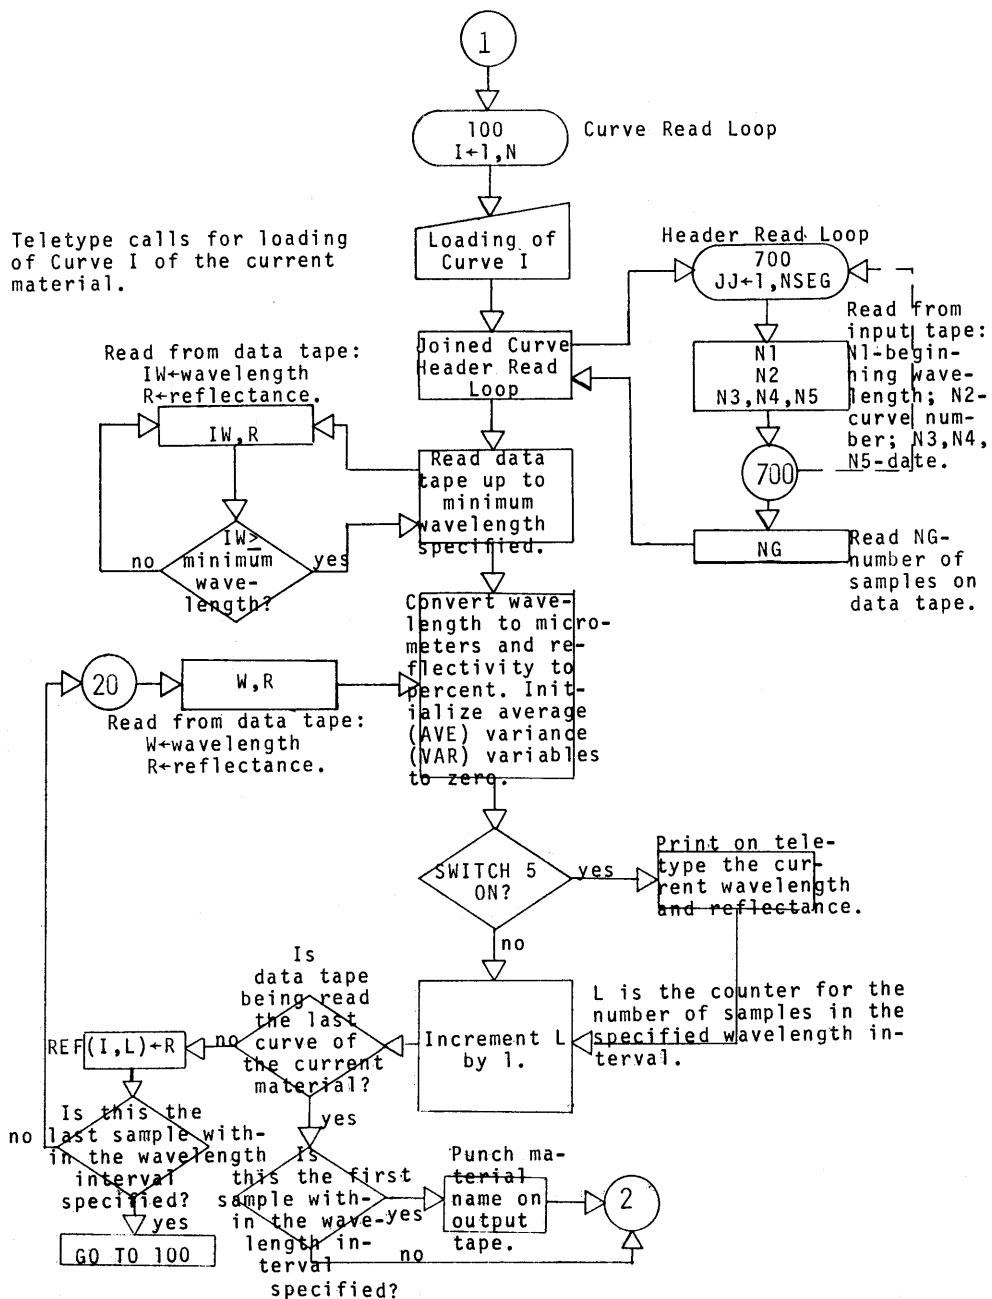 1
100
I←1,N
Curve Read Loop
Teletype calls for loading
of Curve I of the current
material.
Loading of
Curve I
Header Read Loop
700
JJ←1,NSEG
Joined Curve
Header Read
Loop
N1
N2
N3,N4,N5
Read from
input tape:
N1-begin-
ning wave-
length; N2-
curve num-
ber; N3,N4,
N5-date.
700
NG
Read NG-
number of
samples on
data tape.
Read from data tape:
IW←wavelength
R←reflectance.
IW,R
Read data
tape up to
minimum
wavelength
specified.
IW≥
minimum
wave-
length?
no
yes
Convert wave-
length to micro-
meters and re-
flectivity to
percent. Init-
ialize average
(AVE) variance
(VAR) variables
to zero.
20
W,R
Read from data tape:
W←wavelength
R←reflectance.
SWITCH 5
ON?
yes
no
Print on tele-
type the cur-
rent wavelength
and reflectance.
L is the counter for the
number of samples in the
specified wavelength in-
terval.
Increment L
by 1.
Is
data tape
being read
the last
curve of
the current
material?
no
yes
REF(I,L)←R
Is this the
last sample with-
in the wavelength
interval
specified?
no
yes
GO TO 100
Is
this the first
sample with-
in the wave-
length in-
terval
specified?
yes
no
Punch ma-
terial
name on
output
tape.
2